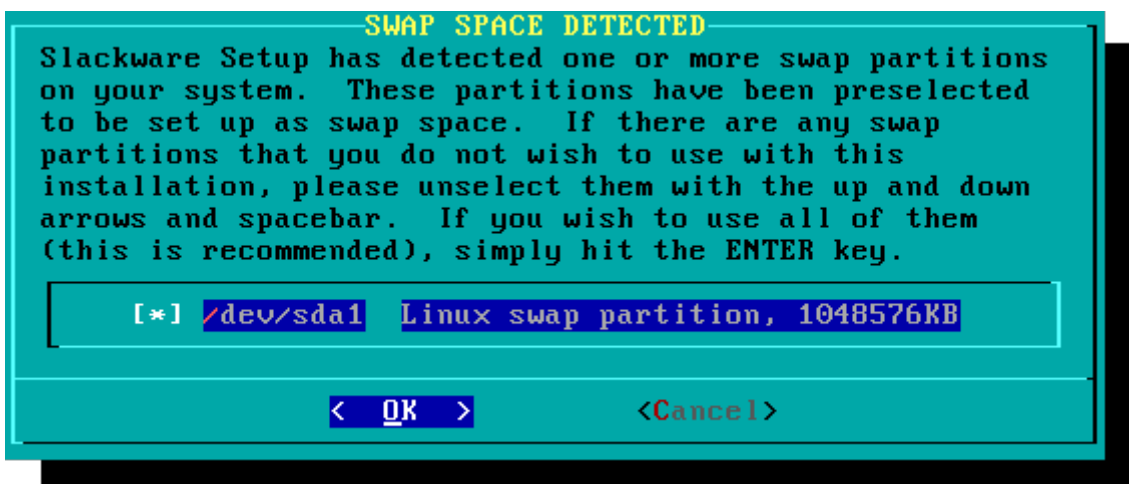 SWAP SPACE DETECTED
Slackware Setup has detected one or more swap partitions
on your system.  These partitions have been preselected
to be set up as swap space.  If there are any swap
partitions that you do not wish to use with this
installation, please unselect them with the up and down
arrows and spacebar.  If you wish to use all of them
(this is recommended), simply hit the ENTER key.
[*] /dev/sda1  Linux swap partition, 1048576KB
<  OK  >  <Cancel>